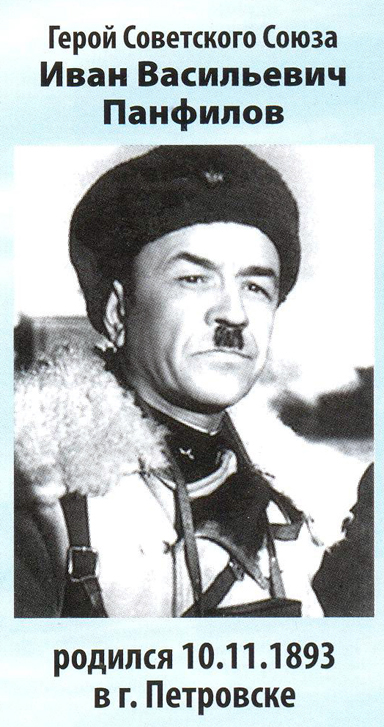 Герой Советского Союза
Иван Васильевич
Панфилов
родился 10.11.1893
в г. Петровске